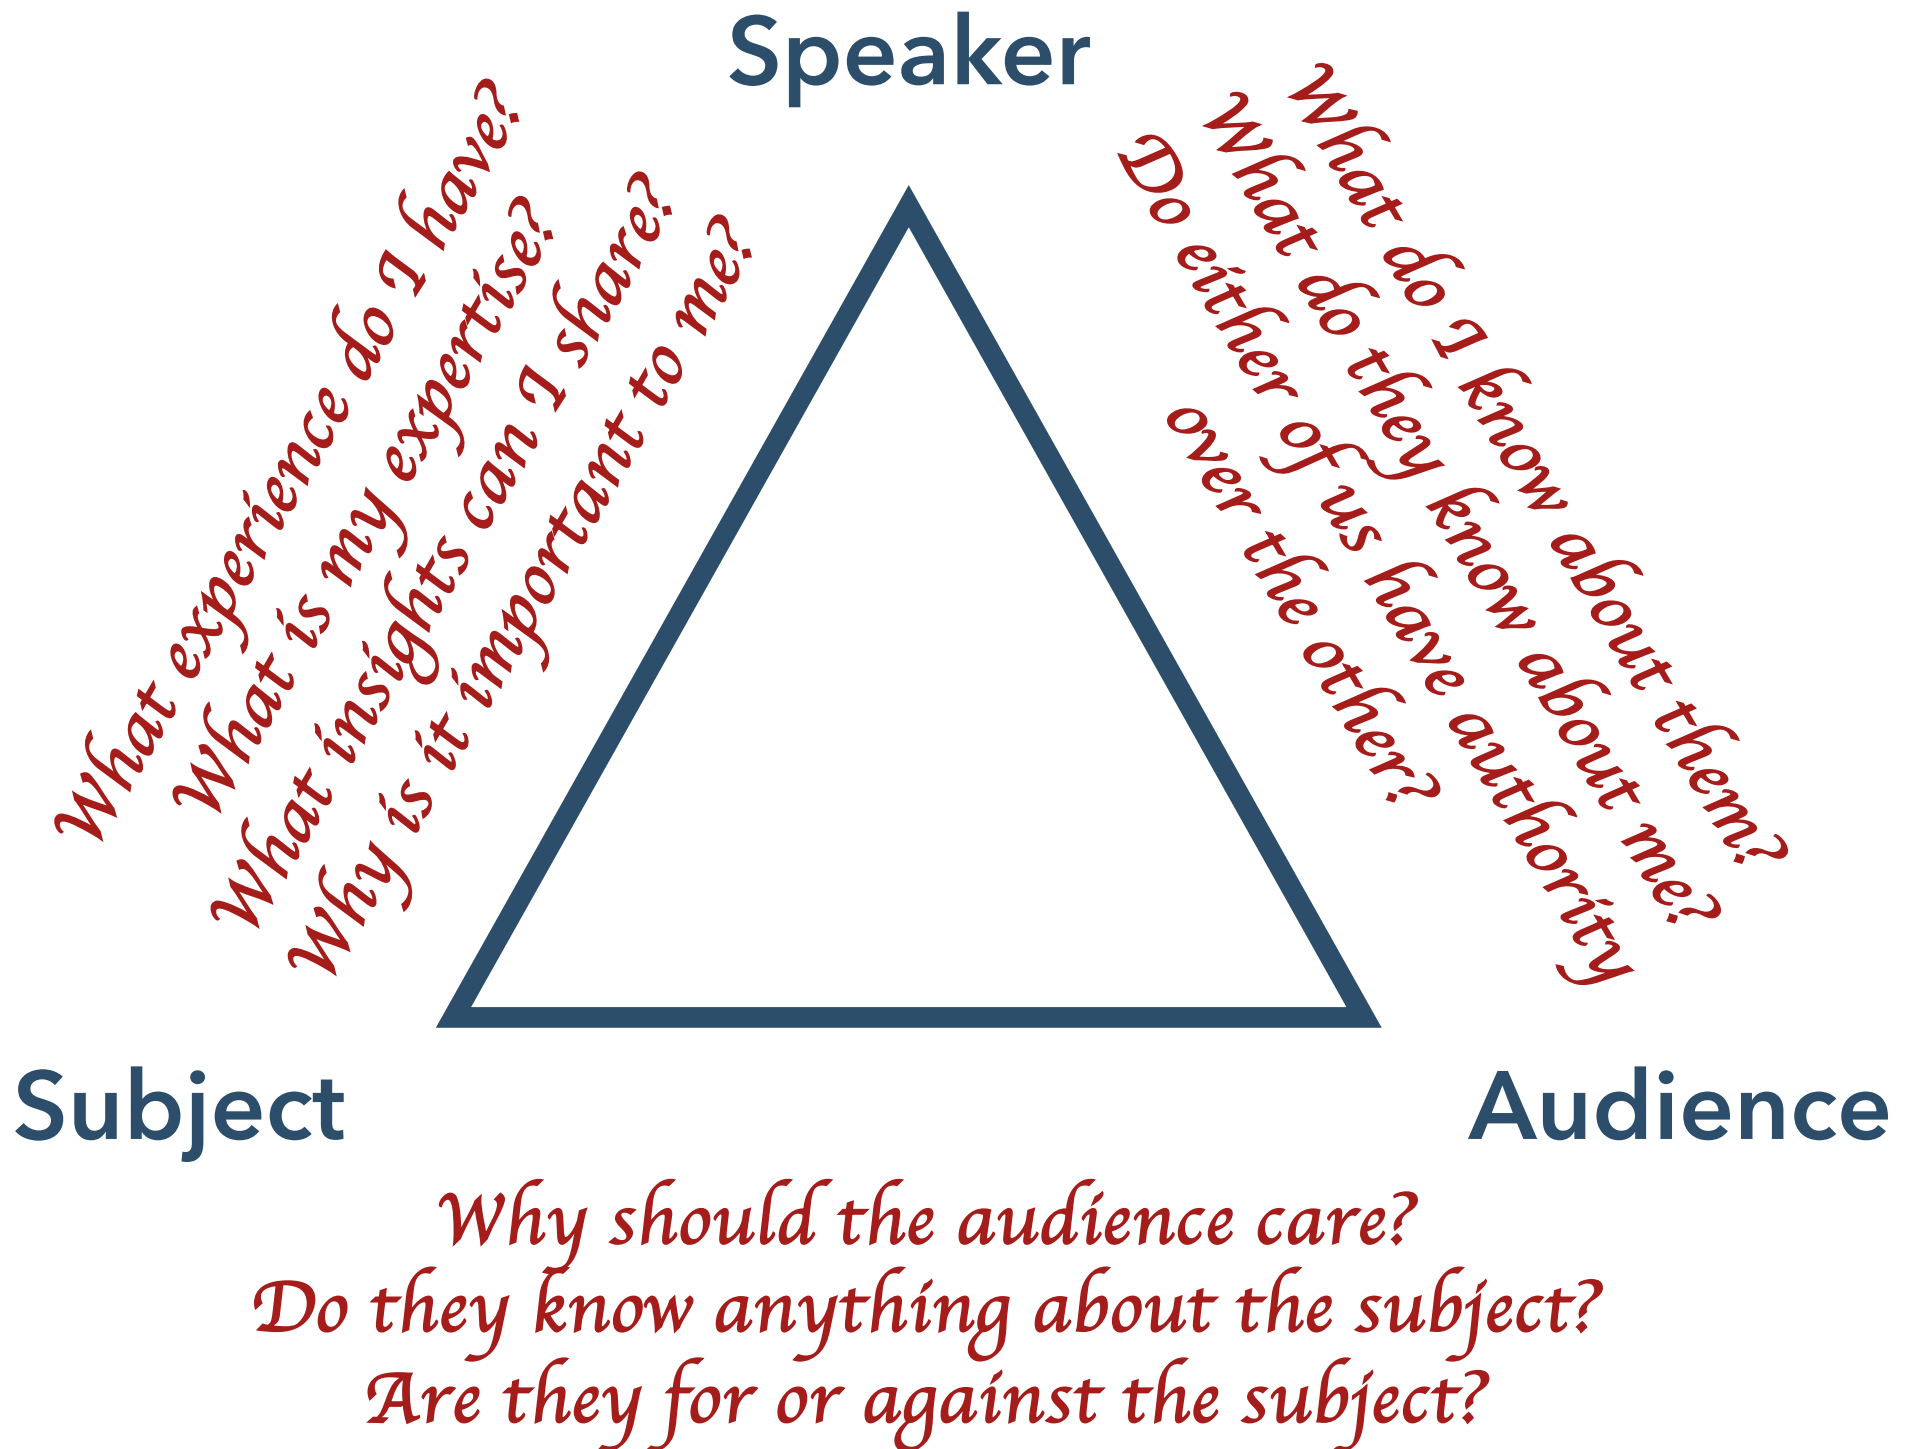 Speaker
What experience do I have?
What is my expertise?
What insights can I share?
Why is it important to me?
What do I know about them?
What do they know about me?
Do either of us have authority
over the other?
Subject
Audience
Why should the audience care?
Do they know anything about the subject?
Are they for or against the subject?